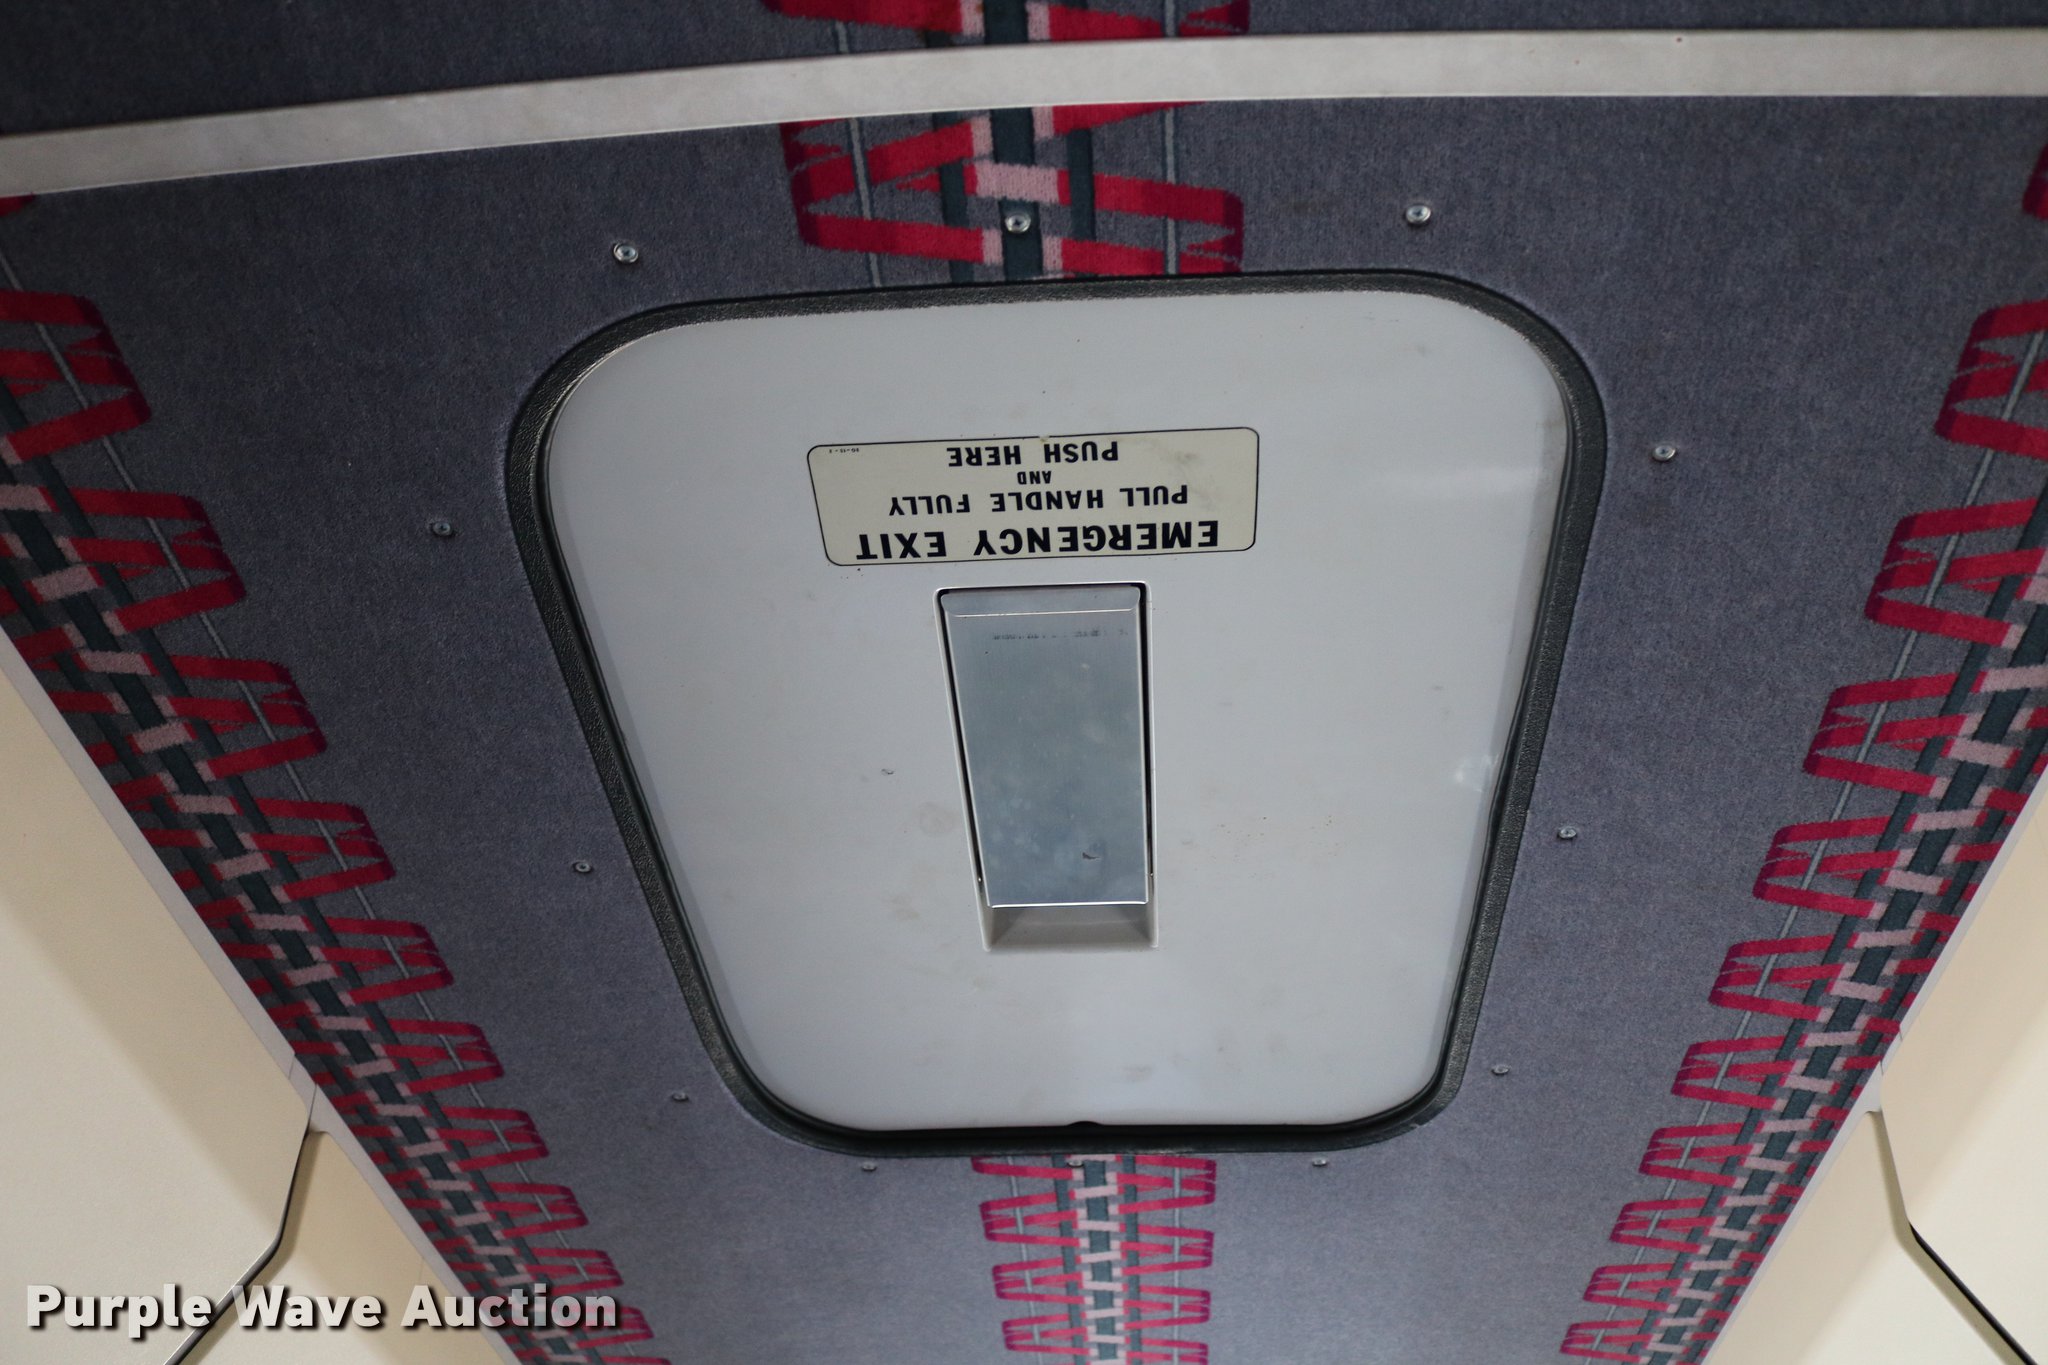 EMERGENCY EXIT
PULL HANDLE FULLY
AND
PUSH HERE
Purple Wave Auction